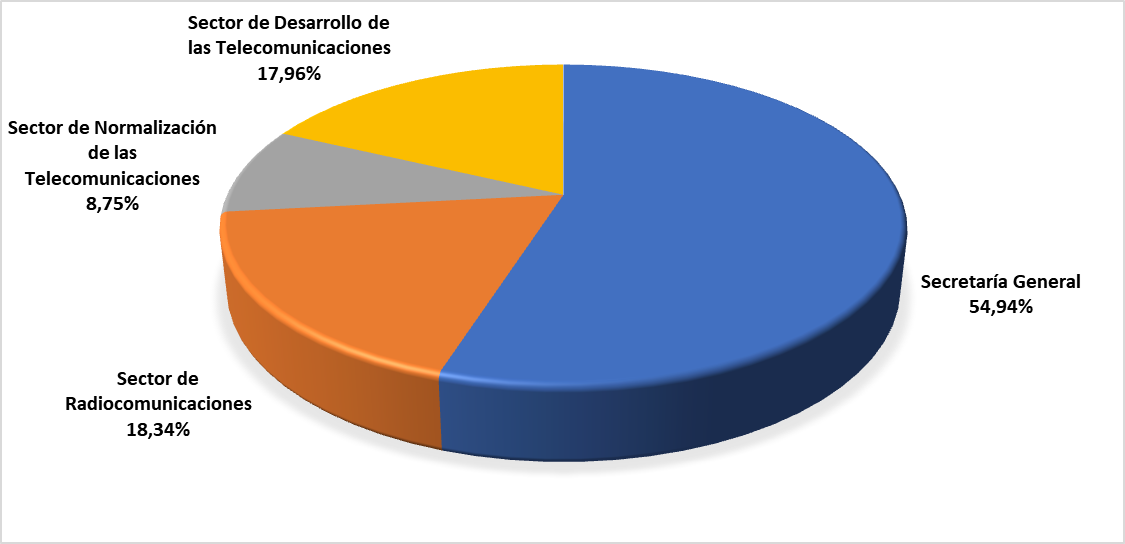 Sector de Desarrollo de
las Telecomunicaciones
17,96%
Sector de Normalización
de las
Telecomunicaciones
8,75%
Secretaría General
54,94%
Sector de
Radiocomunicaciones
18,34%